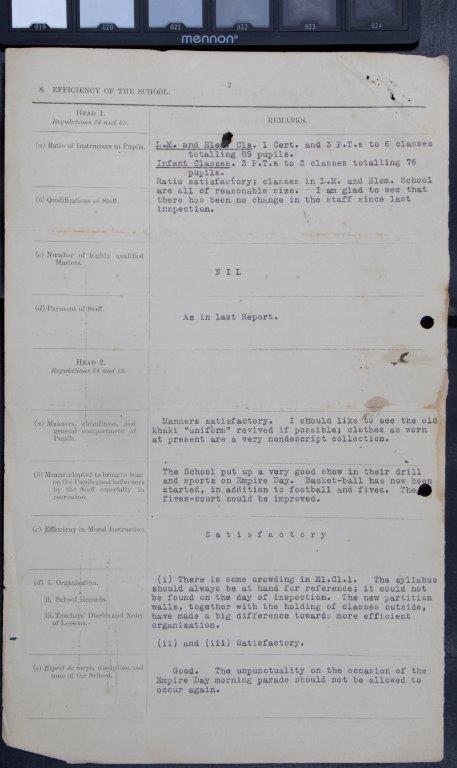 019 020 021 022 023 024
mennon
2
8. EFFICIENCY OF THE SCHOOL.
HEAD 1.
Regulations 54 and 55.
REMARKS.
(a) Ratio of Instructors to Pupils.
L.M. and Elem. Cls. 1 Cert. and 3 P.T.s to 6 classes
totalling 89 pupils.
Infant Classes. 3 P.T.s to 3 classes totalling 76
pupils.
Ratio satisfactory; classes in L.M. and Elem. School
are all of reasonable size. I am glad to see that
there has been no change in the staff since last
inspection.
(b) Qualifications of Staff.
(c) Number of highly qualified
Masters.
N I L
(d) Payment of Staff.
As in last Report.
HEAD 2.
Regulations 24 and 53.
(a) Manners, cleanliness, and
general comportment of
Pupils.
Manners satisfactory. I should like to see the old
khaki "uniform" revived if possible; clothes as worn
at present are a very nondescript collection.
(b) Means adopted to bring to bear
on the Pupils good influences
by the Staff especially in
recreation.
The School put up a very good show in their drill
and sports on Empire Day. Basket-ball has now been
started, in addition to football and fives. The
fives-court could be improved.
(c) Efficiency in Moral Instruction.
S a t i s f a c t o r y
(d) i. Organisation.
ii. School Records.
iii. Teachers' Diaries and Notes
of Lessons.
(i) There is some crowding in El.Cl.1. The syllabus
should always be at hand for reference; it could not
be found on the day of inspection. The new partition
walls, together with the holding of classes outside,
have made a big difference towards more efficient
organisation.
(ii) and (iii) Satisfactory.
(e) Esprit de corps, discipline, and
tone of the School.
Good. The unpunctuality on the occasion of the
Empire Day morning parade should not be allowed to
occur again.